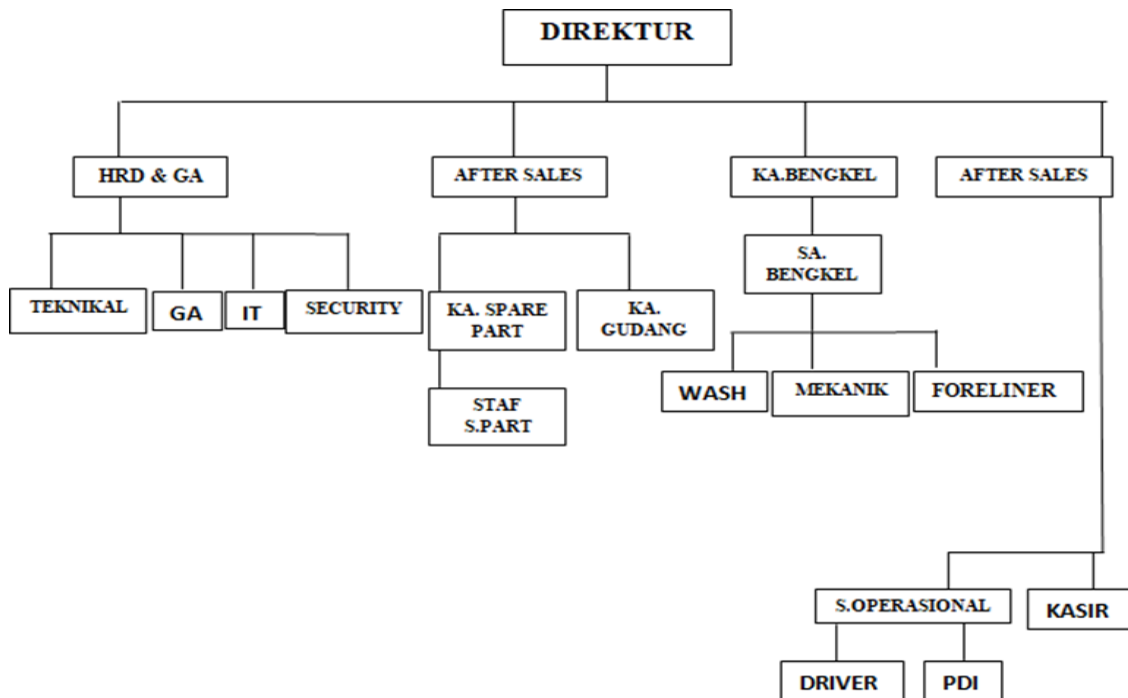 DIREKTUR
HRD & GA
AFTER SALES
KA.BENGKEL
AFTER SALES
SA.
BENGKEL
TEKNIKAL
GA
IT
SECURITY
KA. SPARE
PART
KA.
GUDANG
WASH
MEKANIK
FORELINER
STAF
S.PART
S.OPERASIONAL
KASIR
DRIVER
PDI